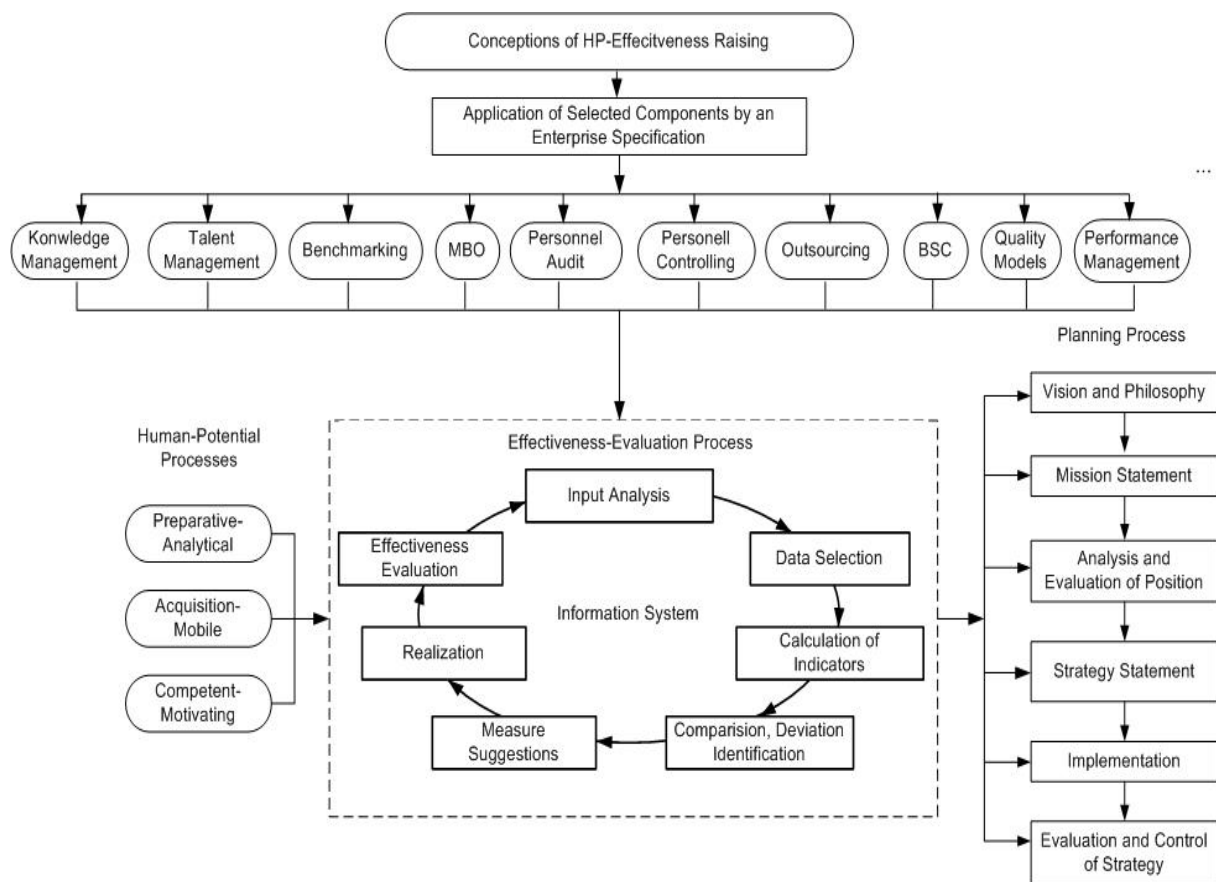 Conceptions of HP-Effecitveness Raising
Application of Selected Components by an
Enterprise Specification
...
Konwledge
Management
Talent
Management
Benchmarking
MBO
Personnel
Audit
Personell
Controlling
Outsourcing
BSC
Quality
Models
Performance
Management
Planning Process
Human-Potential
Processes
Preparative-
Analytical
Acquisition-
Mobile
Competent-
Motivating
Effectiveness-Evaluation Process
Input Analysis
Data Selection
Calculation of
Indicators
Comparision, Deviation
Identification
Measure
Suggestions
Realization
Effectiveness
Evaluation
Information System
Vision and Philosophy
Mission Statement
Analysis and
Evaluation of Position
Strategy Statement
Implementation
Evaluation and Control
of Strategy